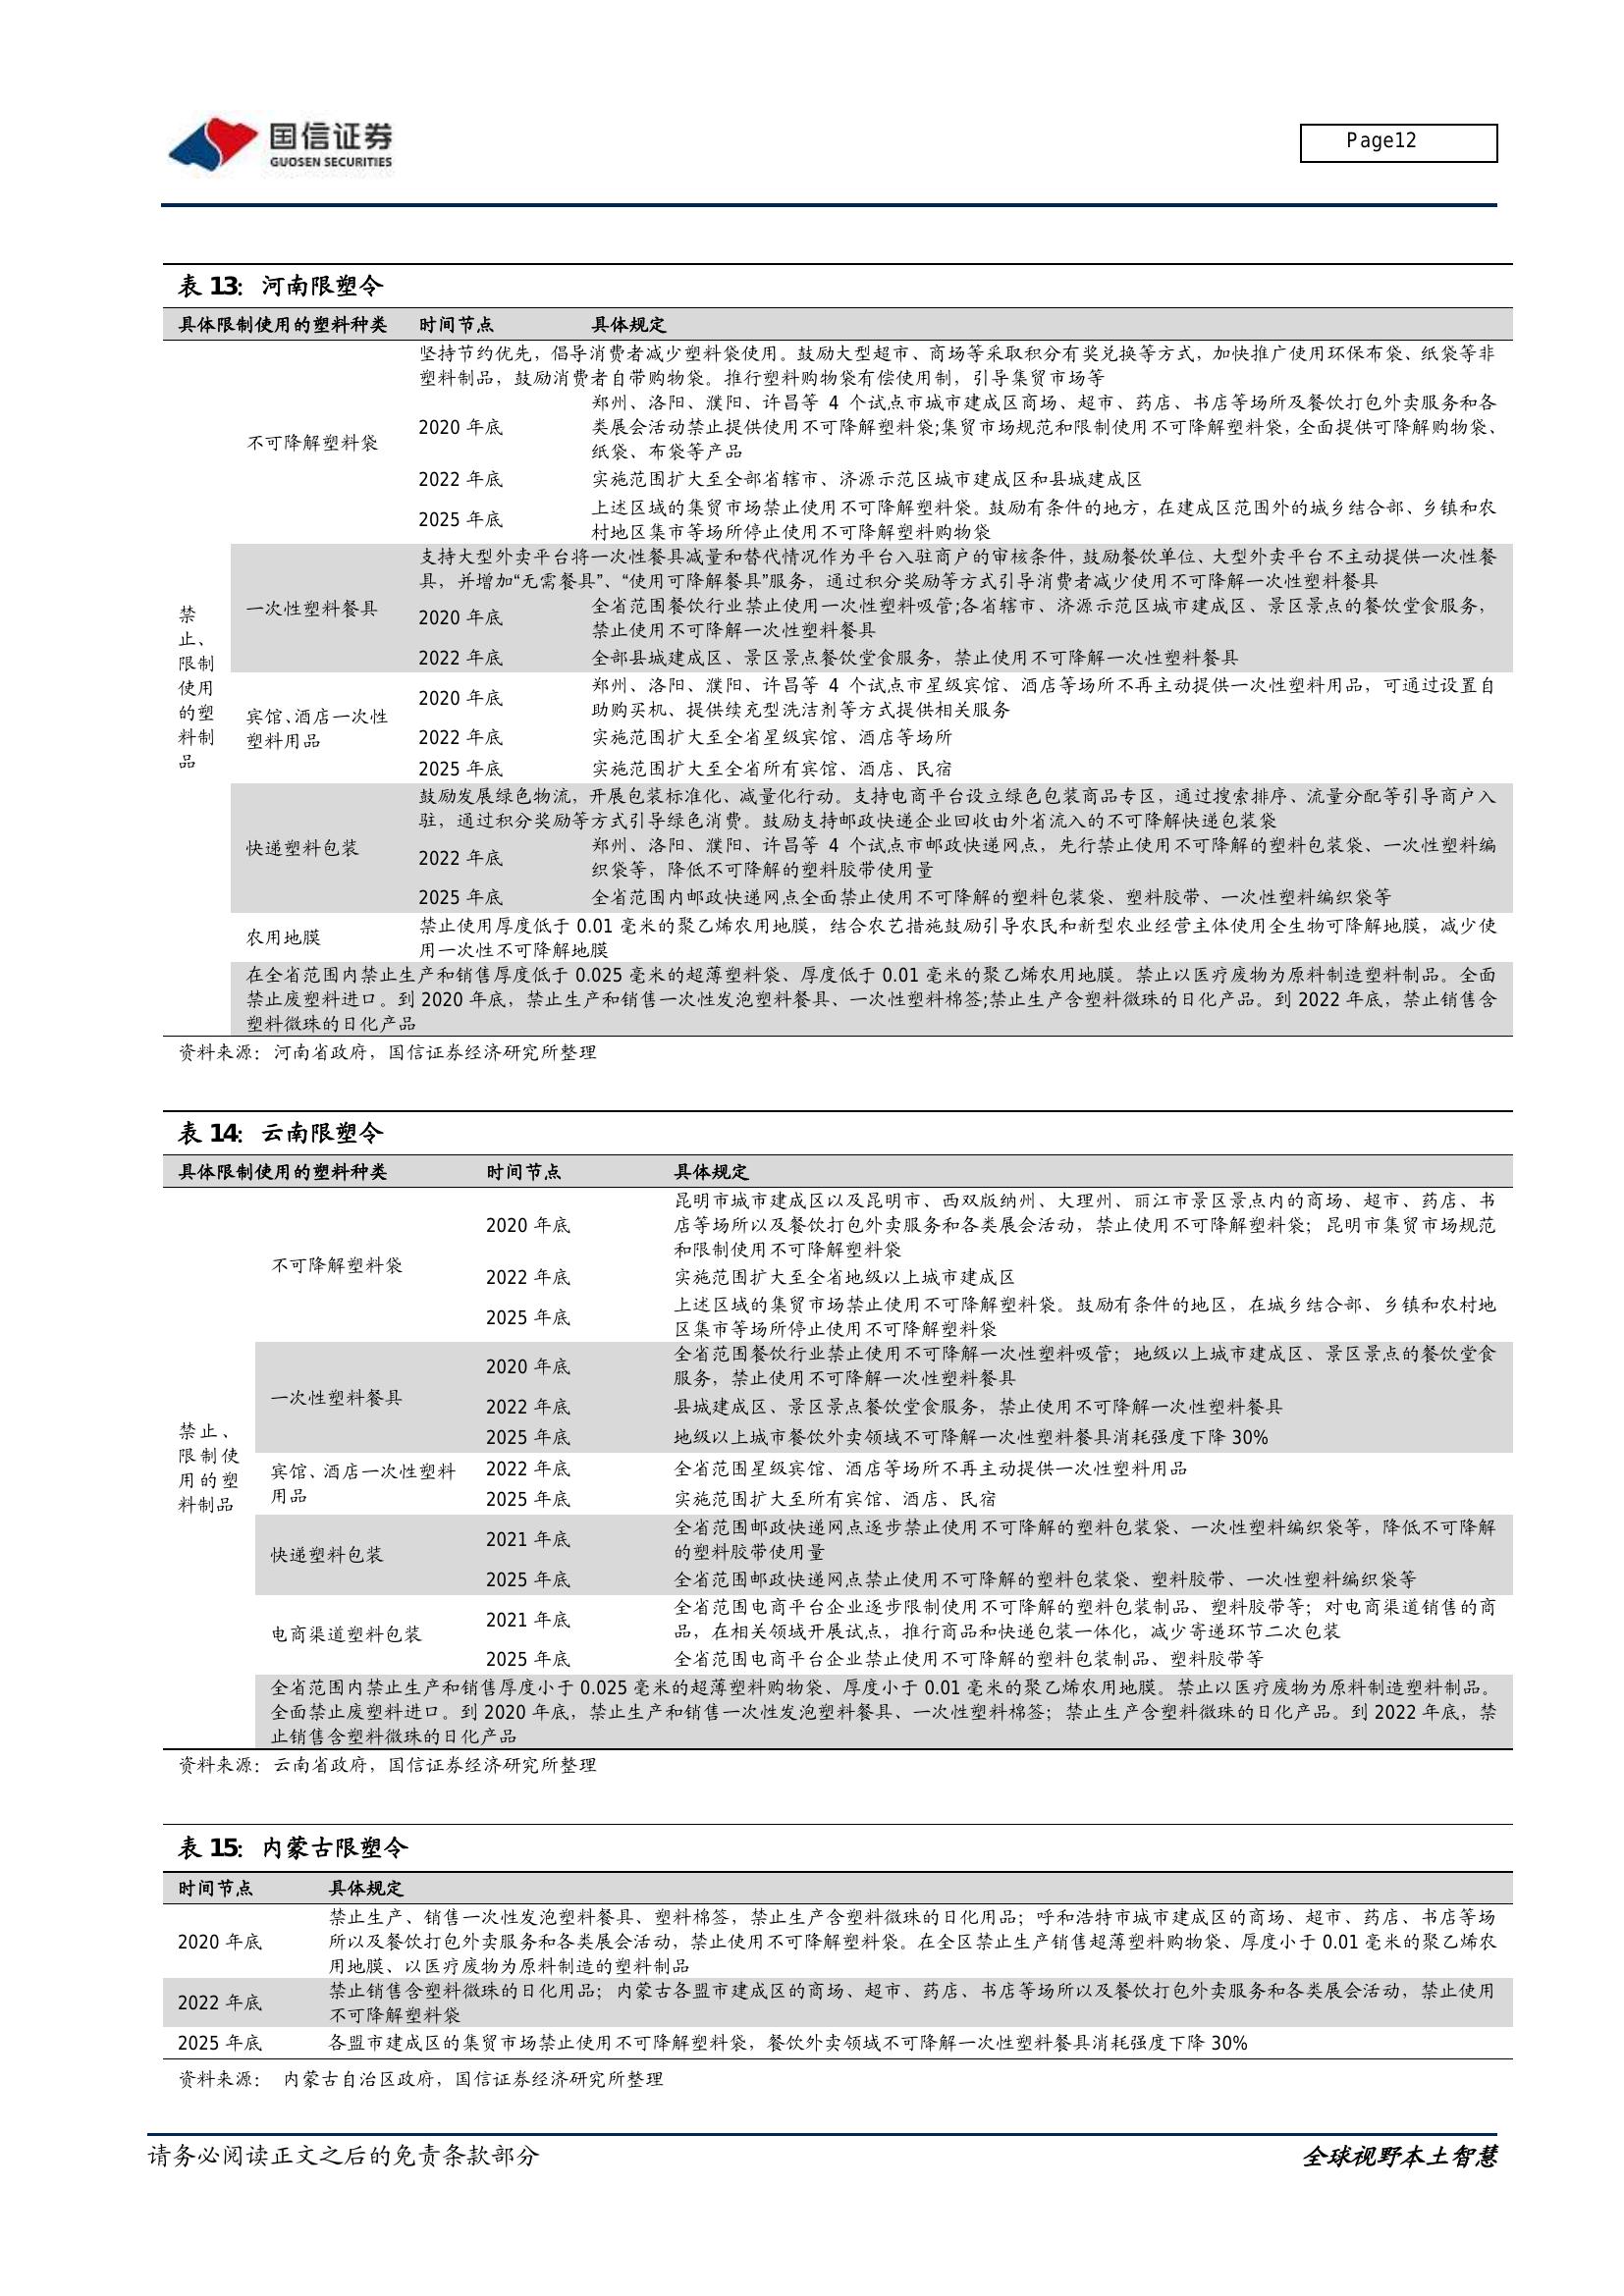 国信证券
GUOSEN SECURITIES
Page12
表 13：河南限塑令
具体限制使用的塑料种类 时间节点 具体规定
坚持节约优先，倡导消费者减少塑料袋使用。鼓励大型超市、商场等采取积分有奖兑换等方式，加快推广使用环保布袋、纸袋等非
塑料制品，鼓励消费者自带购物袋。推行塑料购物袋有偿使用制，引导集贸市场等
不可降解塑料袋
2020 年底
郑州、洛阳、濮阳、许昌等 4 个试点市城市建成区商场、超市、药店、书店等场所及餐饮打包外卖服务和各
类展会活动禁止提供使用不可降解塑料袋;集贸市场规范和限制使用不可降解塑料袋，全面提供可降解购物袋、
纸袋、布袋等产品
2022 年底 实施范围扩大至全部省辖市、济源示范区城市建成区和县城建成区
2025 年底
上述区域的集贸市场禁止使用不可降解塑料袋。鼓励有条件的地方，在建成区范围外的城乡结合部、乡镇和农
村地区集市等场所停止使用不可降解塑料购物袋
禁
止、
限制
使用
的塑
料制
品
支持大型外卖平台将一次性餐具减量和替代情况作为平台入驻商户的审核条件，鼓励餐饮单位、大型外卖平台不主动提供一次性餐
具，并增加“无需餐具”、“使用可降解餐具”服务，通过积分奖励等方式引导消费者减少使用不可降解一次性塑料餐具
一次性塑料餐具
2020 年底
全省范围餐饮行业禁止使用一次性塑料吸管;各省辖市、济源示范区城市建成区、景区景点的餐饮堂食服务，
禁止使用不可降解一次性塑料餐具
2022 年底 全部县城建成区、景区景点餐饮堂食服务，禁止使用不可降解一次性塑料餐具
宾馆、酒店一次性
塑料用品
2020 年底
郑州、洛阳、濮阳、许昌等 4 个试点市星级宾馆、酒店等场所不再主动提供一次性塑料用品，可通过设置自
助购买机、提供续充型洗洁剂等方式提供相关服务
2022 年底 实施范围扩大至全省星级宾馆、酒店等场所
2025 年底 实施范围扩大至全省所有宾馆、酒店、民宿
鼓励发展绿色物流，开展包装标准化、减量化行动。支持电商平台设立绿色包装商品专区，通过搜索排序、流量分配等引导商户入
驻，通过积分奖励等方式引导绿色消费。鼓励支持邮政快递企业回收由外省流入的不可降解快递包装袋
快递塑料包装
2022 年底
郑州、洛阳、濮阳、许昌等 4 个试点市邮政快递网点，先行禁止使用不可降解的塑料包装袋、一次性塑料编
织袋等，降低不可降解的塑料胶带使用量
2025 年底 全省范围内邮政快递网点全面禁止使用不可降解的塑料包装袋、塑料胶带、一次性塑料编织袋等
农用地膜
禁止使用厚度低于 0.01 毫米的聚乙烯农用地膜，结合农艺措施鼓励引导农民和新型农业经营主体使用全生物可降解地膜，减少使
用一次性不可降解地膜
在全省范围内禁止生产和销售厚度低于 0.025 毫米的超薄塑料袋、厚度低于 0.01 毫米的聚乙烯农用地膜。禁止以医疗废物为原料制造塑料制品。全面
禁止废塑料进口。到 2020 年底，禁止生产和销售一次性发泡塑料餐具、一次性塑料棉签;禁止生产含塑料微珠的日化产品。到 2022 年底，禁止销售含
塑料微珠的日化产品
资料来源：河南省政府，国信证券经济研究所整理
表 14：云南限塑令
具体限制使用的塑料种类 时间节点 具体规定
不可降解塑料袋
2020 年底
昆明市城市建成区以及昆明市、西双版纳州、大理州、丽江市景区景点内的商场、超市、药店、书
店等场所以及餐饮打包外卖服务和各类展会活动，禁止使用不可降解塑料袋；昆明市集贸市场规范
和限制使用不可降解塑料袋
2022 年底 实施范围扩大至全省地级以上城市建成区
2025 年底
上述区域的集贸市场禁止使用不可降解塑料袋。鼓励有条件的地区，在城乡结合部、乡镇和农村地
区集市等场所停止使用不可降解塑料袋
禁止、
限制使
用的塑
料制品
一次性塑料餐具
2020 年底
全省范围餐饮行业禁止使用不可降解一次性塑料吸管；地级以上城市建成区、景区景点的餐饮堂食
服务，禁止使用不可降解一次性塑料餐具
2022 年底 县城建成区、景区景点餐饮堂食服务，禁止使用不可降解一次性塑料餐具
2025 年底 地级以上城市餐饮外卖领域不可降解一次性塑料餐具消耗强度下降 30%
宾馆、酒店一次性塑料
用品
2022 年底 全省范围星级宾馆、酒店等场所不再主动提供一次性塑料用品
2025 年底 实施范围扩大至所有宾馆、酒店、民宿
快递塑料包装
2021 年底
全省范围邮政快递网点逐步禁止使用不可降解的塑料包装袋、一次性塑料编织袋等，降低不可降解
的塑料胶带使用量
2025 年底 全省范围邮政快递网点禁止使用不可降解的塑料包装袋、塑料胶带、一次性塑料编织袋等
电商渠道塑料包装
2021 年底
全省范围电商平台企业逐步限制使用不可降解的塑料包装制品、塑料胶带等；对电商渠道销售的商
品，在相关领域开展试点，推行商品和快递包装一体化，减少寄递环节二次包装
2025 年底 全省范围电商平台企业禁止使用不可降解的塑料包装制品、塑料胶带等
全省范围内禁止生产和销售厚度小于 0.025 毫米的超薄塑料购物袋、厚度小于 0.01 毫米的聚乙烯农用地膜。禁止以医疗废物为原料制造塑料制品。
全面禁止废塑料进口。到 2020 年底，禁止生产和销售一次性发泡塑料餐具、一次性塑料棉签；禁止生产含塑料微珠的日化产品。到 2022 年底，禁
止销售含塑料微珠的日化产品
资料来源：云南省政府，国信证券经济研究所整理
表 15：内蒙古限塑令
时间节点 具体规定
2020 年底
禁止生产、销售一次性发泡塑料餐具、塑料棉签，禁止生产含塑料微珠的日化用品；呼和浩特市城市建成区的商场、超市、药店、书店等场
所以及餐饮打包外卖服务和各类展会活动，禁止使用不可降解塑料袋。在全区禁止生产销售超薄塑料购物袋、厚度小于 0.01 毫米的聚乙烯农
用地膜、以医疗废物为原料制造的塑料制品
2022 年底
禁止销售含塑料微珠的日化用品；内蒙古各盟市建成区的商场、超市、药店、书店等场所以及餐饮打包外卖服务和各类展会活动，禁止使用
不可降解塑料袋
2025 年底 各盟市建成区的集贸市场禁止使用不可降解塑料袋，餐饮外卖领域不可降解一次性塑料餐具消耗强度下降 30%
资料来源： 内蒙古自治区政府，国信证券经济研究所整理
请务必阅读正文之后的免责条款部分
全球视野本土智慧